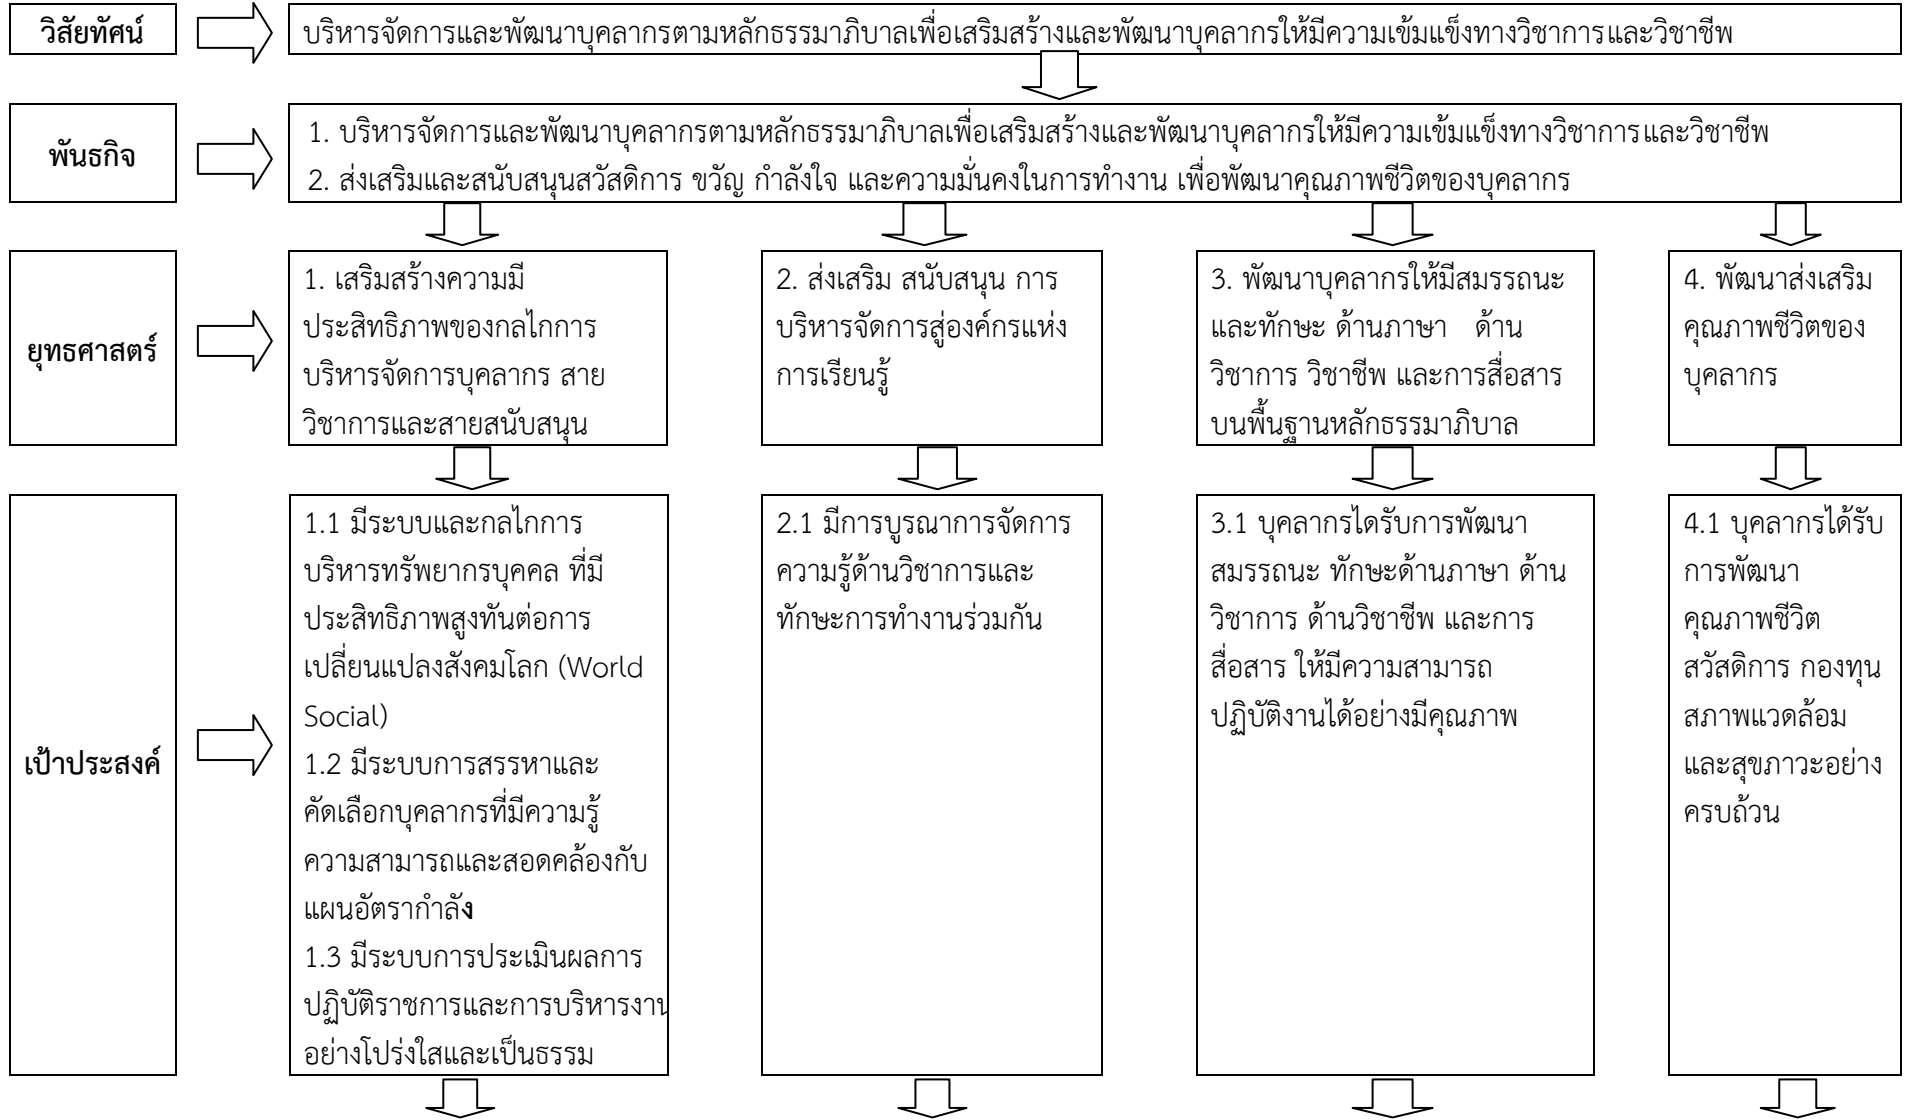 วิสัยทัศน์
บริหารจัดการและพัฒนาบุคลากรตามหลักธรรมาภิบาลเพื่อเสริมสร้างและพัฒนาบุคลากรให้มีความเข้มแข็งทางวิชาการและวิชาชีพ
พันธกิจ
1. บริหารจัดการและพัฒนาบุคลากรตามหลักธรรมาภิบาลเพื่อเสริมสร้างและพัฒนาบุคลากรให้มีความเข้มแข็งทางวิชาการและวิชาชีพ
2. ส่งเสริมและสนับสนุนสวัสดิการ ขวัญ กำลังใจ และความมั่นคงในการทำงาน เพื่อพัฒนาคุณภาพชีวิตของบุคลากร
ยุทธศาสตร์
1. เสริมสร้างความมี
ประสิทธิภาพของกลไกการ
บริหารจัดการบุคลากร สาย
วิชาการและสายสนับสนุน
2. ส่งเสริม สนับสนุน การ
บริหารจัดการสู่องค์กรแห่ง
การเรียนรู้
3. พัฒนาบุคลากรให้มีสมรรถนะ
และทักษะ ด้านภาษา ด้าน
วิชาการ วิชาชีพ และการสื่อสาร
บนพื้นฐานหลักธรรมาภิบาล
4. พัฒนาส่งเสริม
คุณภาพชีวิตของ
บุคลากร
เป้าประสงค์
1.1 มีระบบและกลไกการ
บริหารทรัพยากรบุคคล ที่มี
ประสิทธิภาพสูงทันต่อการ
เปลี่ยนแปลงสังคมโลก (World
Social)
1.2 มีระบบการสรรหาและ
คัดเลือกบุคลากรที่มีความรู้
ความสามารถและสอดคล้องกับ
แผนอัตรากำลัง
1.3 มีระบบการประเมินผลการ
ปฏิบัติราชการและการบริหารงาน
อย่างโปร่งใสและเป็นธรรม
2.1 มีการบูรณาการจัดการ
ความรู้ด้านวิชาการและ
ทักษะการทำงานร่วมกัน
3.1 บุคลากรไดรับการพัฒนา
สมรรถนะ ทักษะด้านภาษา ด้าน
วิชาการ ด้านวิชาชีพ และการ
สื่อสาร ให้มีความสามารถ
ปฏิบัติงานได้อย่างมีคุณภาพ
4.1 บุคลากรได้รับ
การพัฒนา
คุณภาพชีวิต
สวัสดิการ กองทุน
สภาพแวดล้อม
และสุขภาวะอย่าง
ครบถ้วน